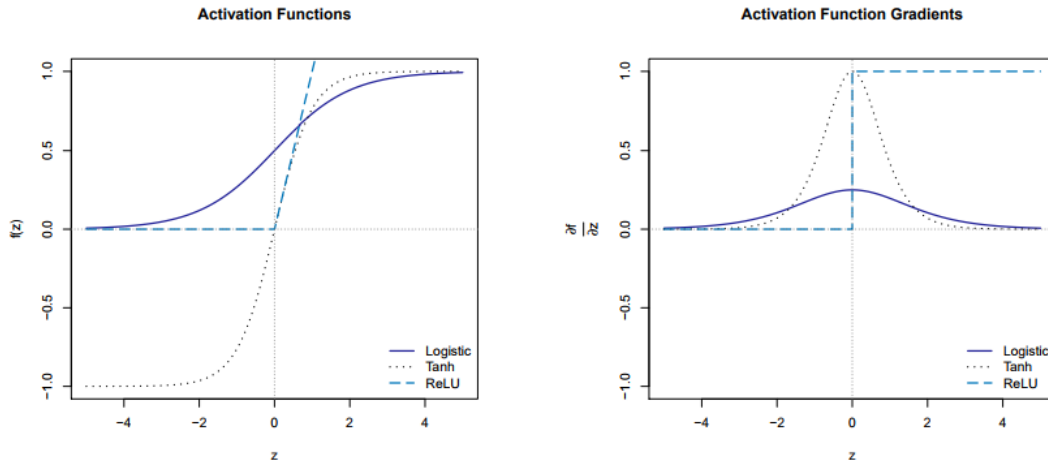 Activation Functions
f(z)
1.0
0.5
0.0
−0.5
−1.0
−4 −2 0 2 4
z
Logistic
Tanh
ReLU
Activation Function Gradients
∂f
∂z
1.0
0.5
0.0
−0.5
−1.0
−4 −2 0 2 4
z
Logistic
Tanh
ReLU